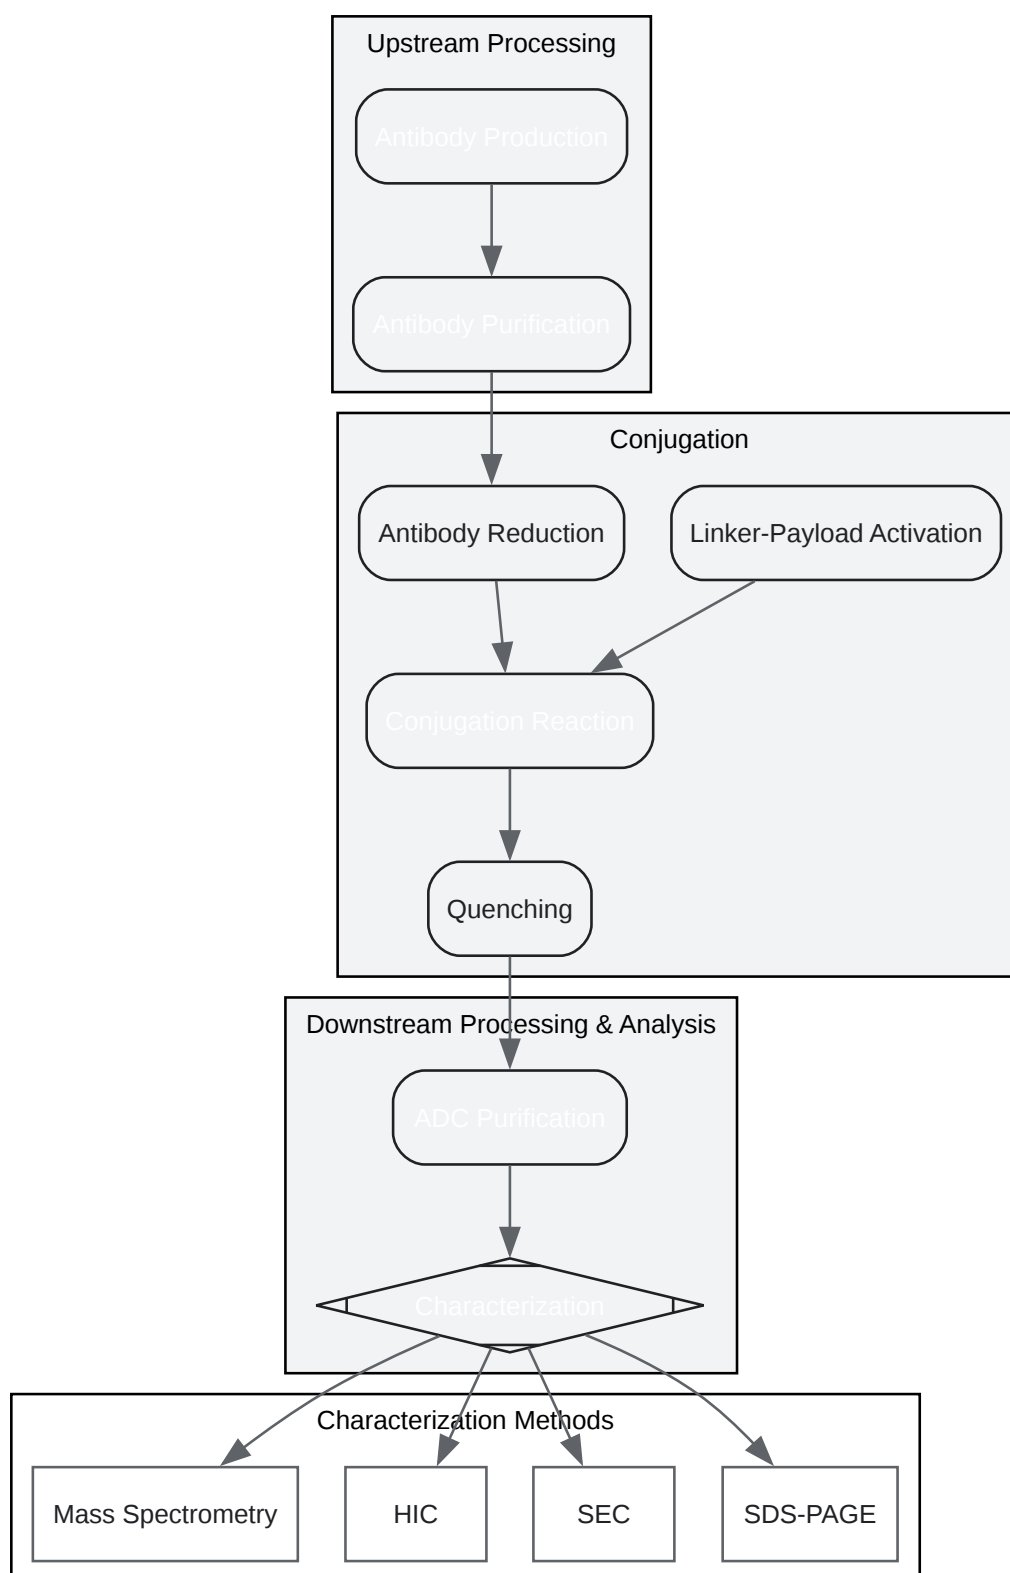 Upstream Processing
Antibody Production
Antibody Purification
Conjugation
Antibody Reduction
Linker-Payload Activation
Conjugation Reaction
Quenching
Downstream Processing & Analysis
ADC Purification
Characterization
Characterization Methods
Mass Spectrometry
HIC
SEC
SDS-PAGE